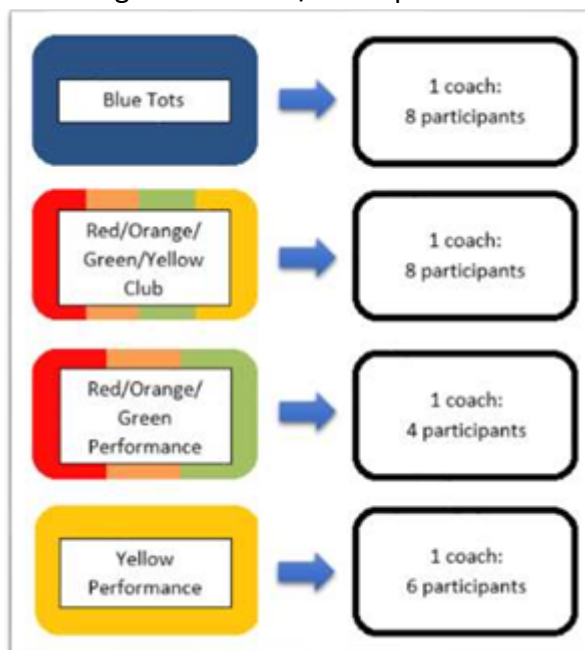 Blue Tots
1 coach:
8 participants
Red/Orange/
Green/Yellow
Club
1 coach:
8 participants
Red/Orange/
Green
Performance
1 coach:
4 participants
Yellow
Performance
1 coach:
6 participants